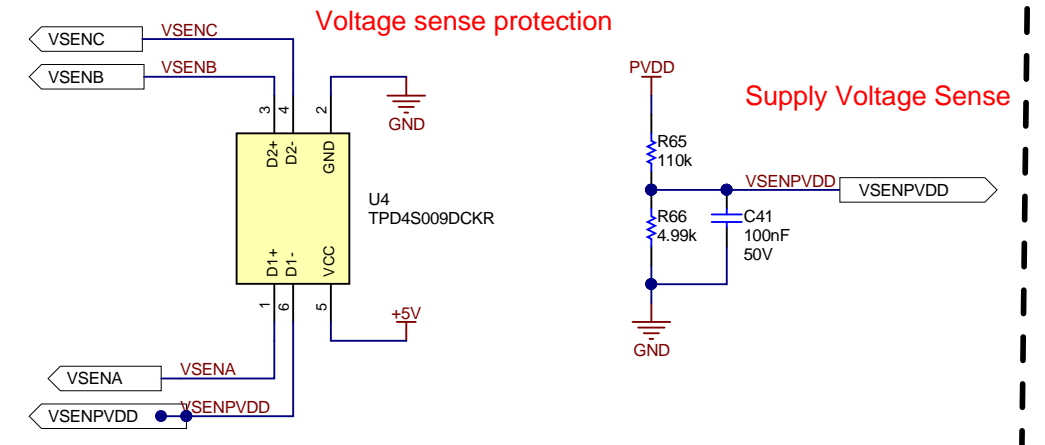 Voltage sense protection
VSENC
VSENC
VSENB
VSENB
GND
3
4
2
D2+
D2-
GND
U4
TPD4S009DCKR
D1+
D1-
VCC
1
6
5
+5V
VSENA
VSENA
VSENPVDD
VSENPVDD
PVDD
Supply Voltage Sense
R65
110k
VSENPVDD
VSENPVDD
R66
4.99k
C41
100nF
50V
GND